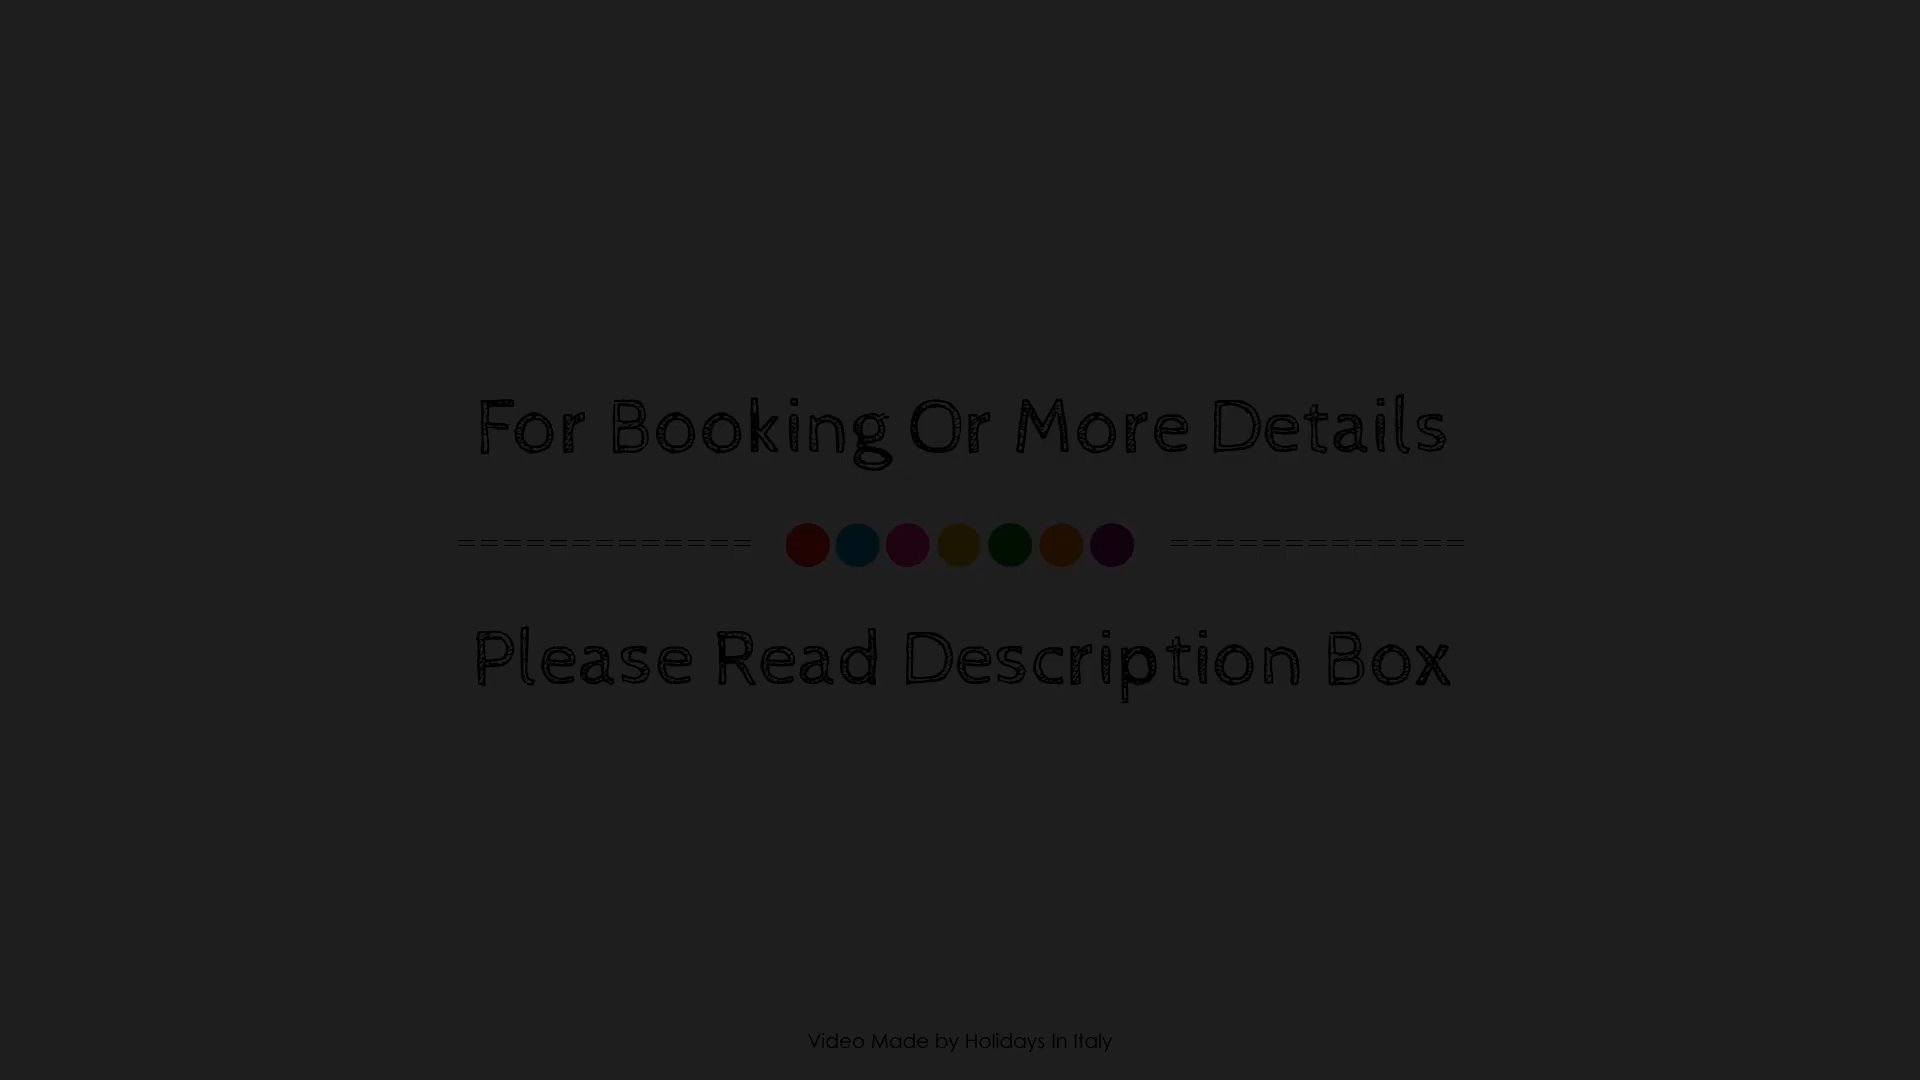 For Booking Or More Details
============= =============
Please Read Description Box
Video Made by Holidays In Italy